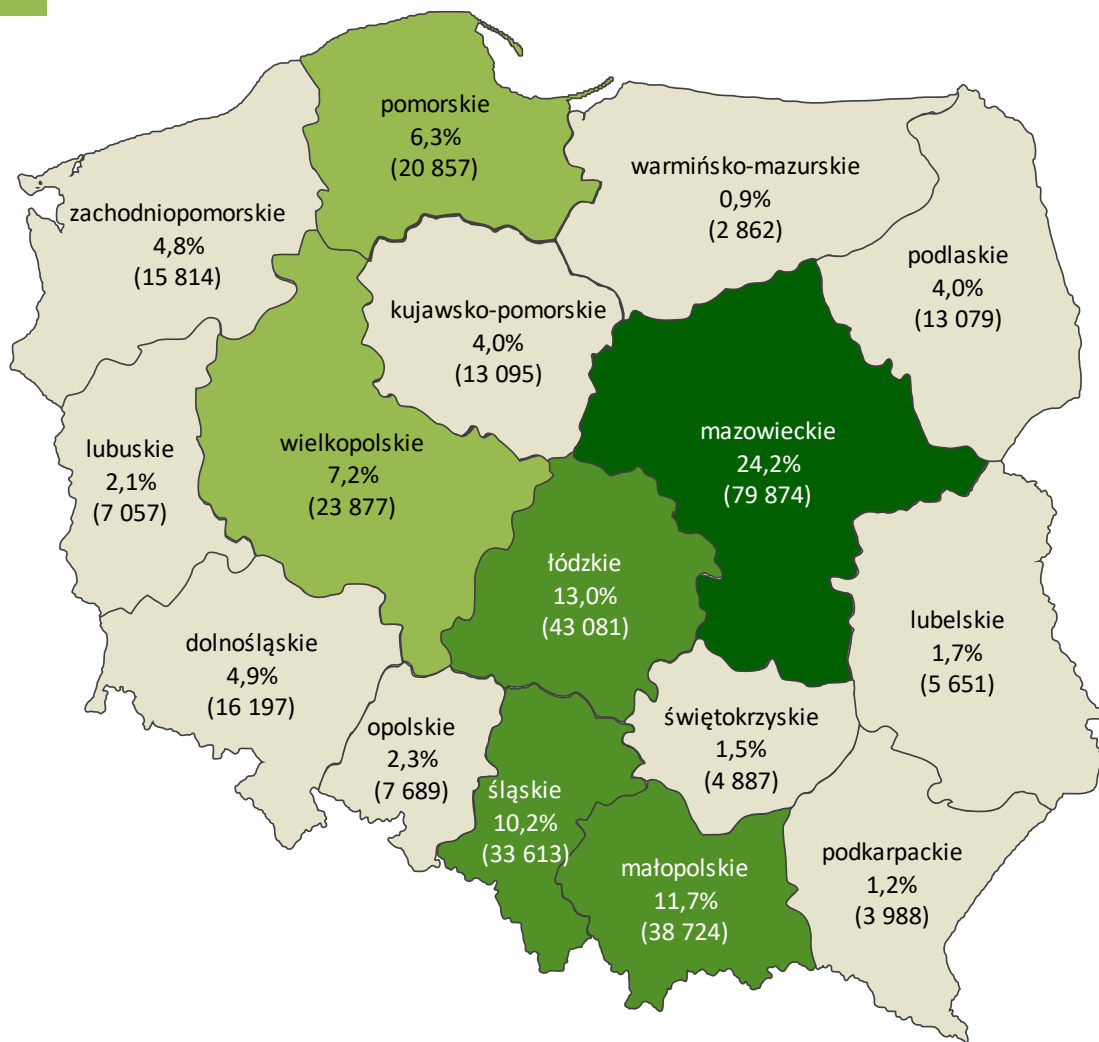 pomorskie
6,3%
(20 857)
warmińsko-mazurskie
0,9%
(2 862)
zachodniopomorskie
4,8%
(15 814)
podlaskie
4,0%
(13 079)
kujawsko-pomorskie
4,0%
(13 095)
mazowieckie
24,2%
(79 874)
wielkopolskie
7,2%
(23 877)
lubuskie
2,1%
(7 057)
łódzkie
13,0%
(43 081)
lubelskie
1,7%
(5 651)
dolnośląskie
4,9%
(16 197)
opolskie
2,3%
(7 689)
świętokrzyskie
1,5%
(4 887)
śląskie
10,2%
(33 613)
małopolskie
11,7%
(38 724)
podkarpackie
1,2%
(3 988)